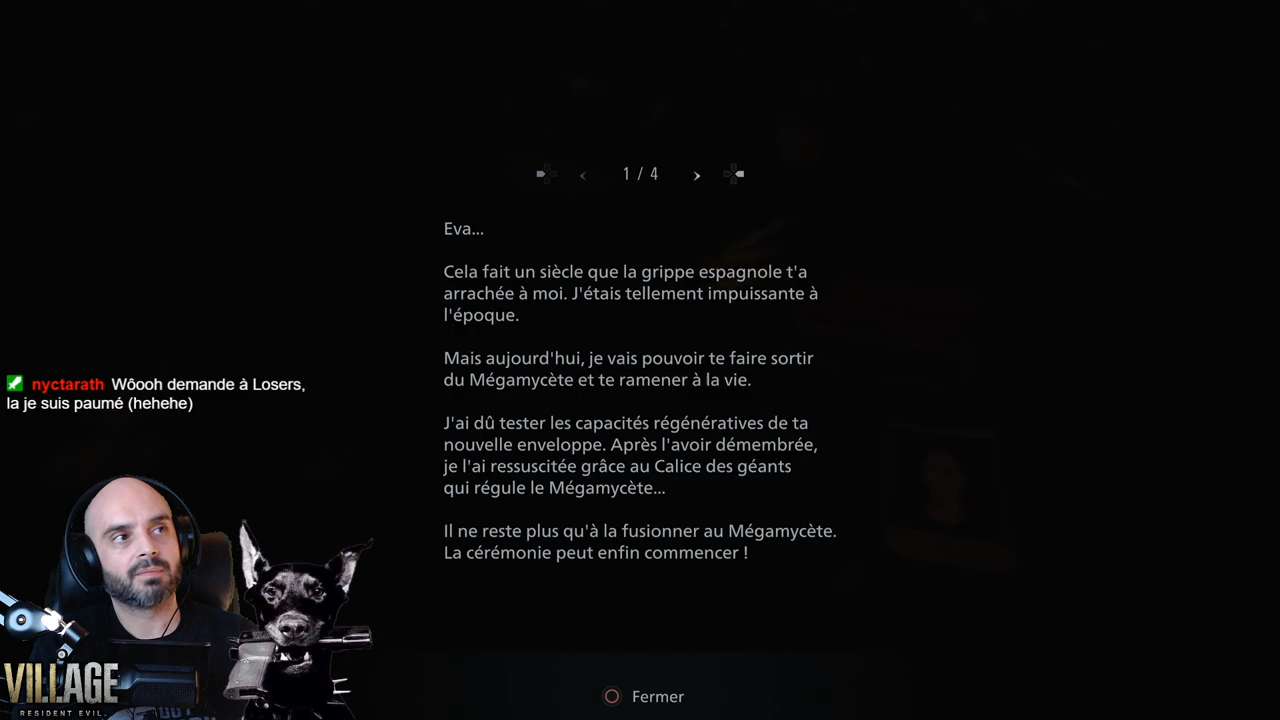 1 / 4
Eva...
Cela fait un siècle que la grippe espagnole t'a
arrachée à moi. J'étais tellement impuissante à
l'époque.
Mais aujourd'hui, je vais pouvoir te faire sortir
du Mégamycète et te ramener à la vie.
J'ai dû tester les capacités régénératives de ta
nouvelle enveloppe. Après l'avoir démembrée,
je l'ai ressuscitée grâce au Calice des géants
qui régule le Mégamycète...
Il ne reste plus qu'à la fusionner au Mégamycète.
La cérémonie peut enfin commencer !
nyctarath Wôooh demande à Losers,
la je suis paumé (hehehe)
VILLAGE
RESIDENT EVIL.
Fermer